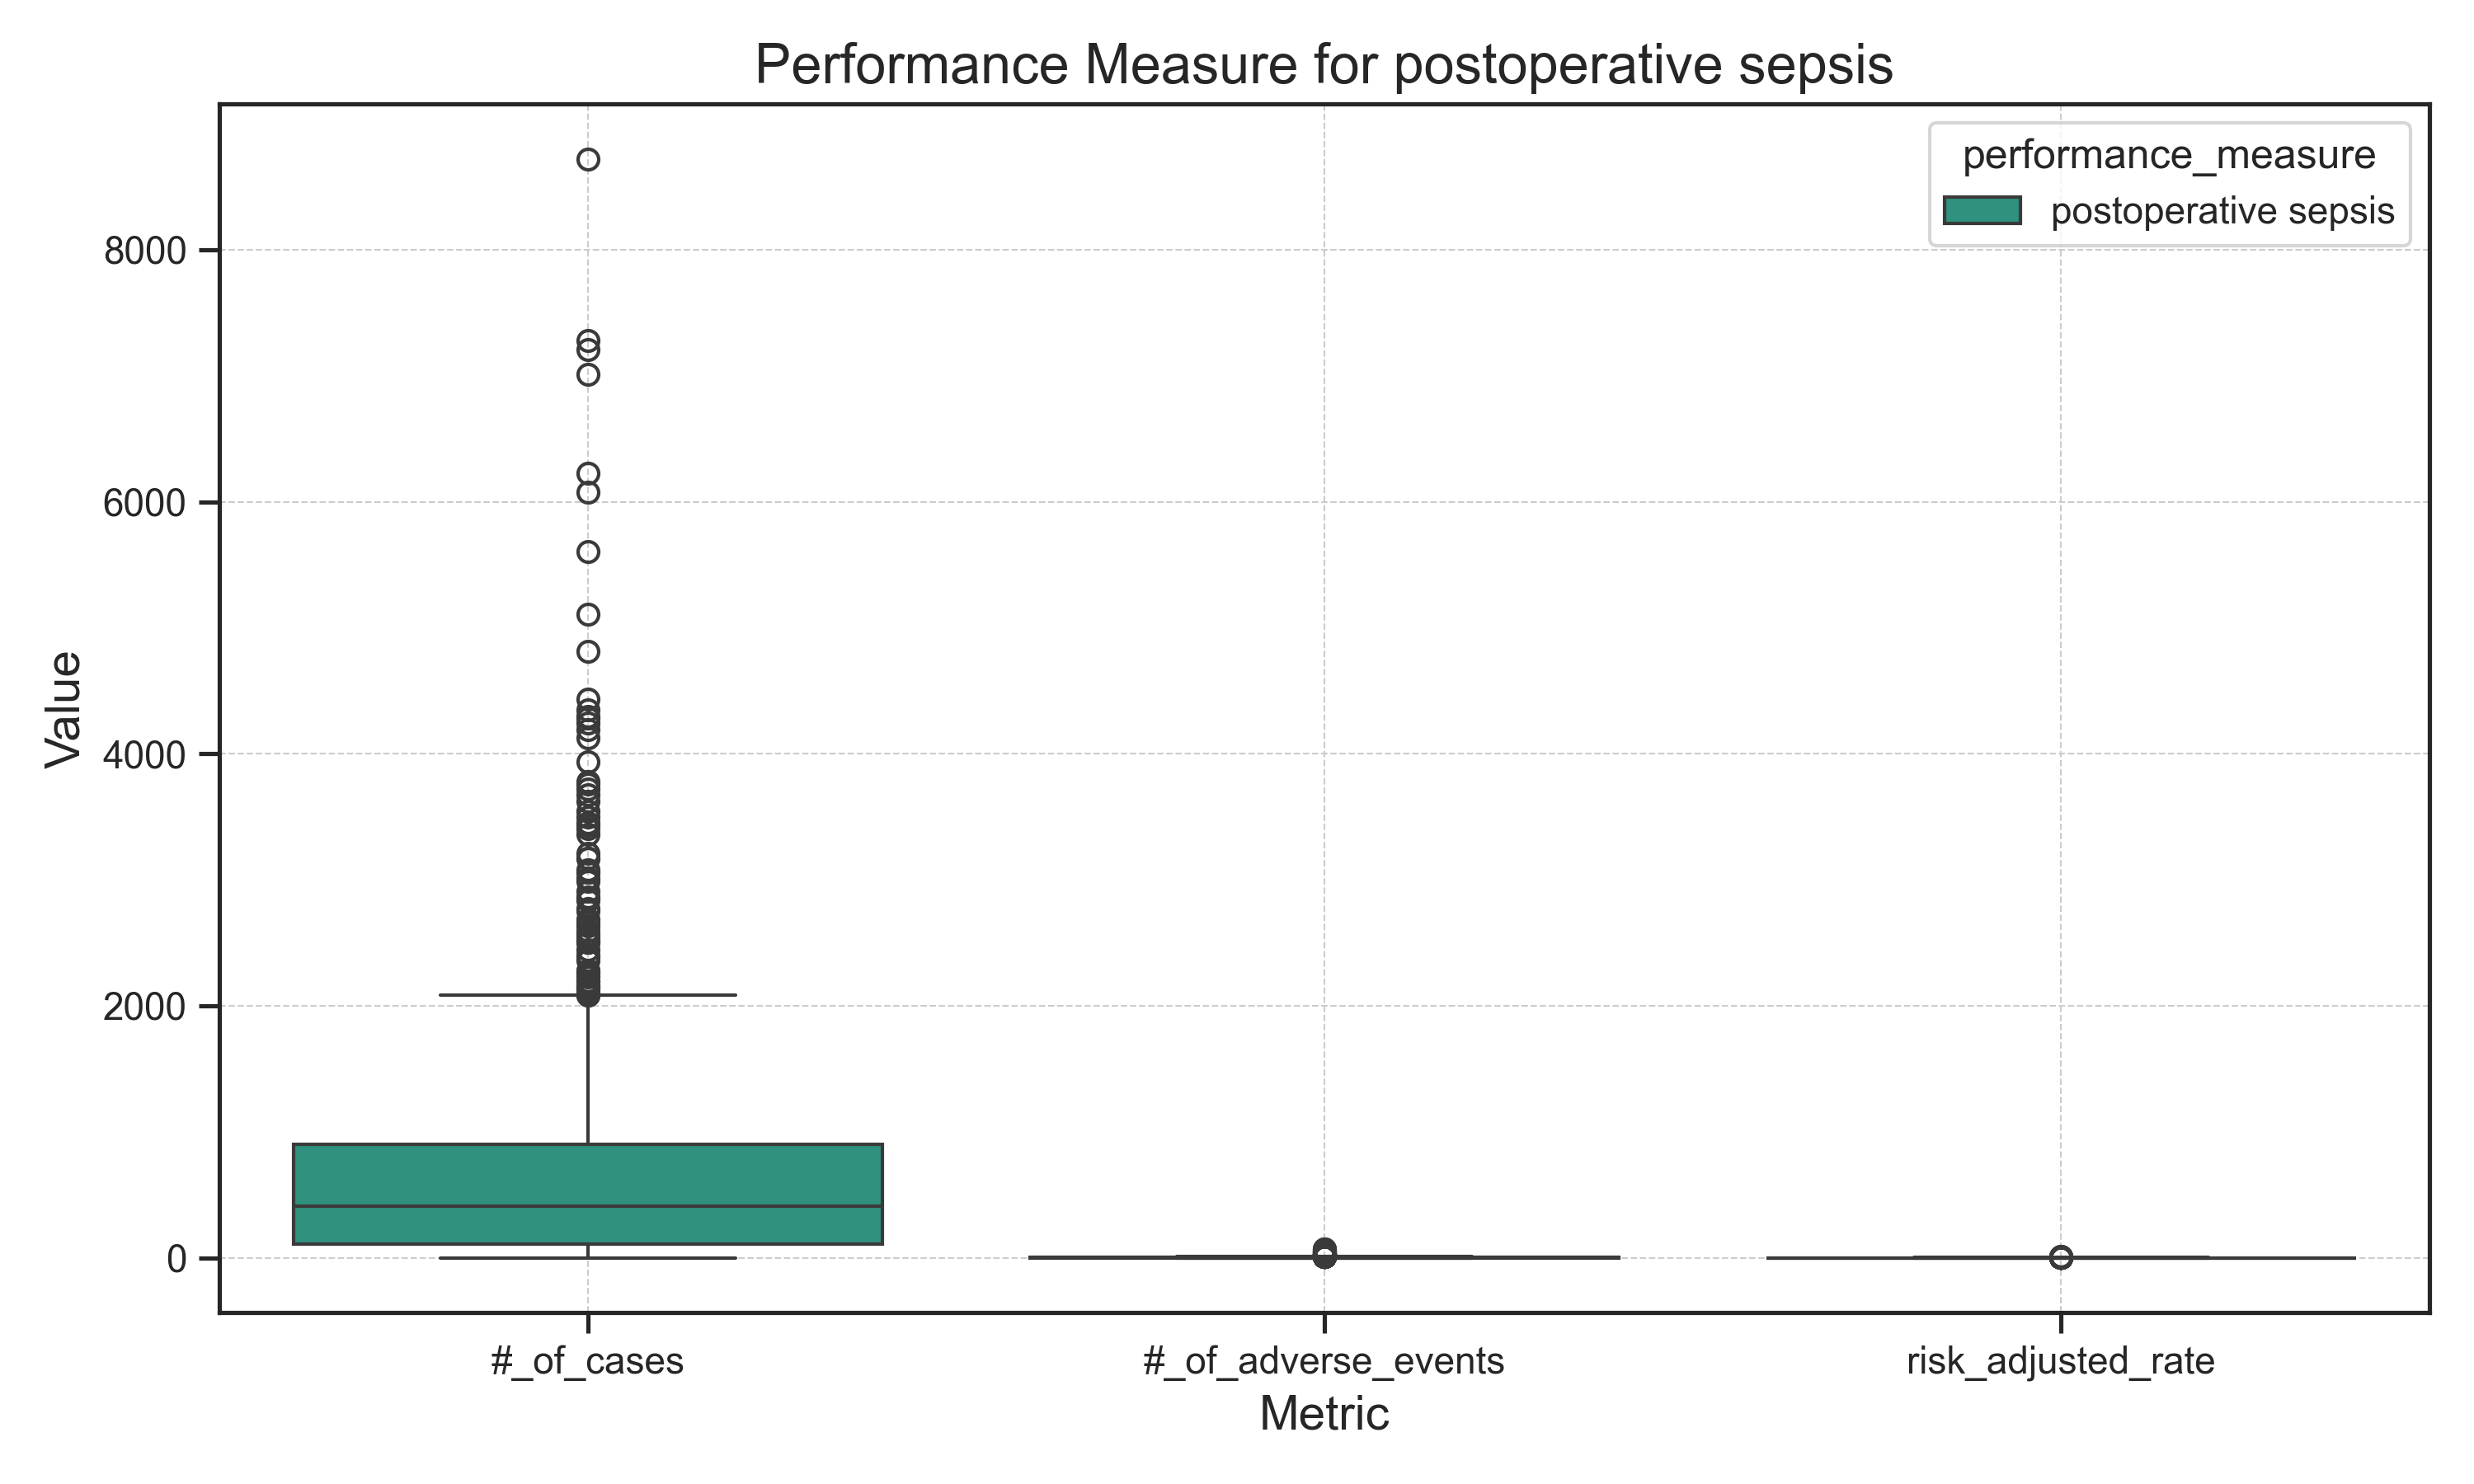 Performance Measure for postoperative sepsis
performance_measure
postoperative sepsis
8000
6000
4000
2000
0
Value
#_of_cases
#_of_adverse_events
risk_adjusted_rate
Metric